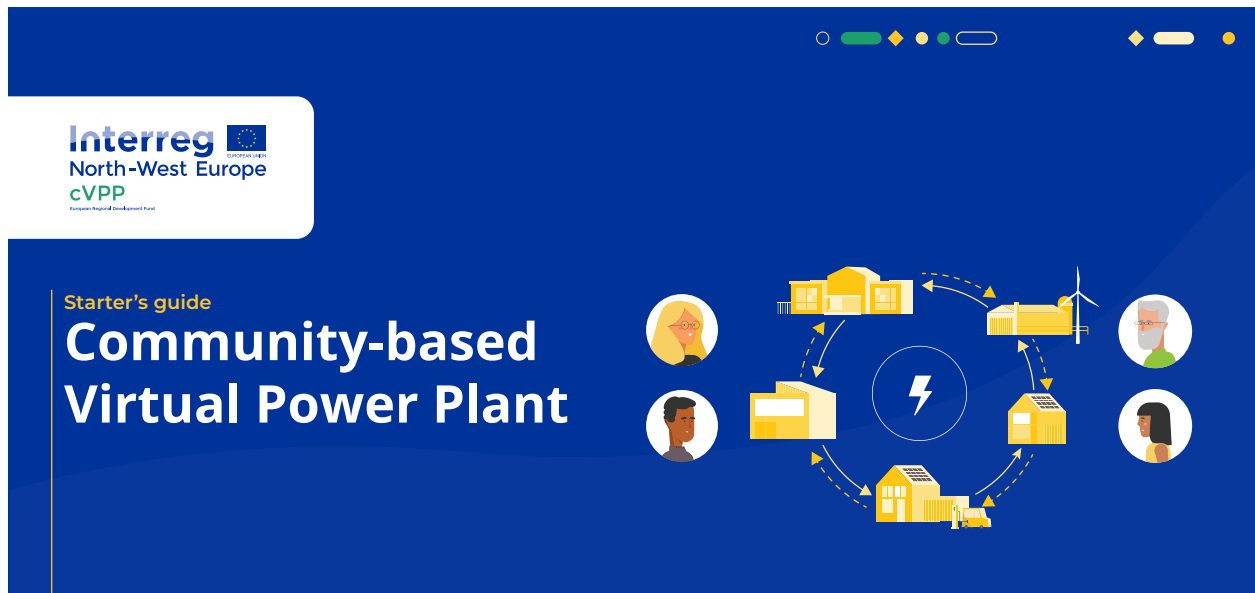 Interreg
EUROPEAN UNION
North-West Europe
cVPP
European Regional Development Fund
Starter's guide
Community-based
Virtual Power Plant